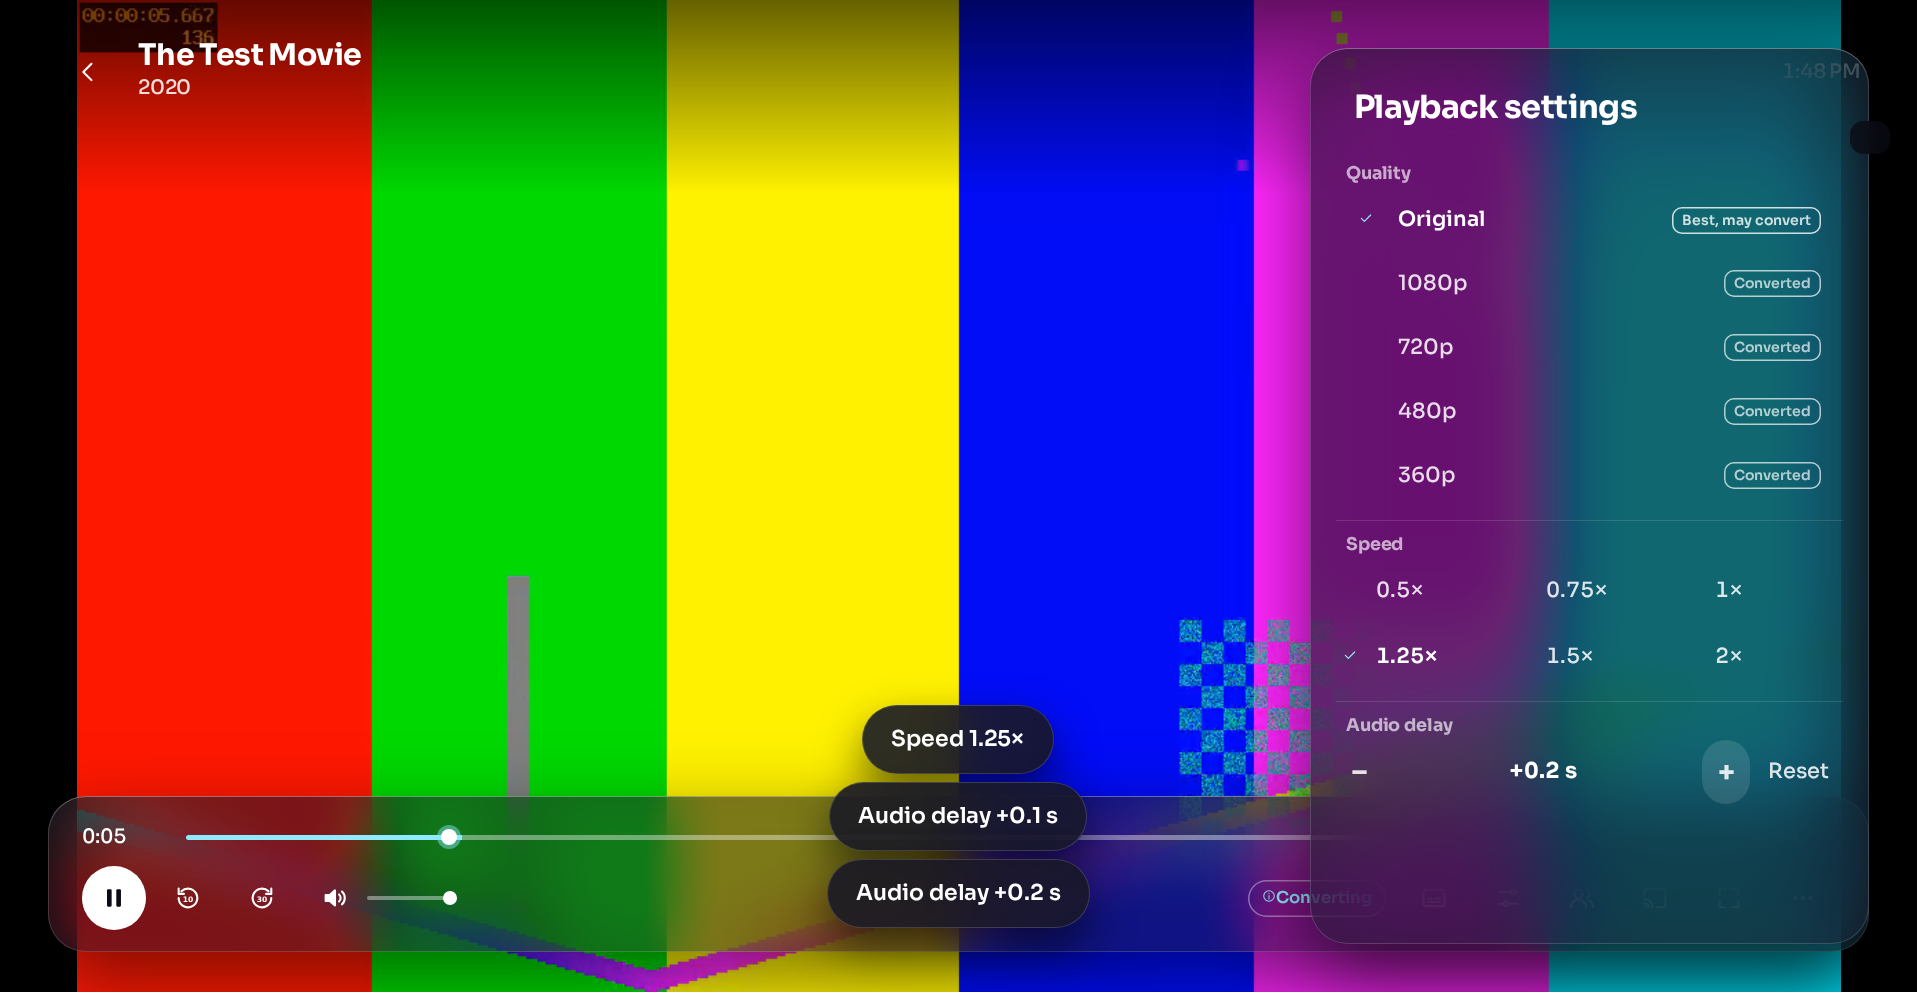 00:00:05.667
136
The Test Movie
2020
1:48 PM
Playback settings
Quality
Original
Best, may convert
1080p
Converted
720p
Converted
480p
Converted
360p
Converted
Speed
0.5×
0.75×
1×
1.25×
1.5×
2×
Audio delay
−
+0.2 s
+
Reset
Speed 1.25×
Audio delay +0.1 s
Audio delay +0.2 s
0:05
10
30
Converting